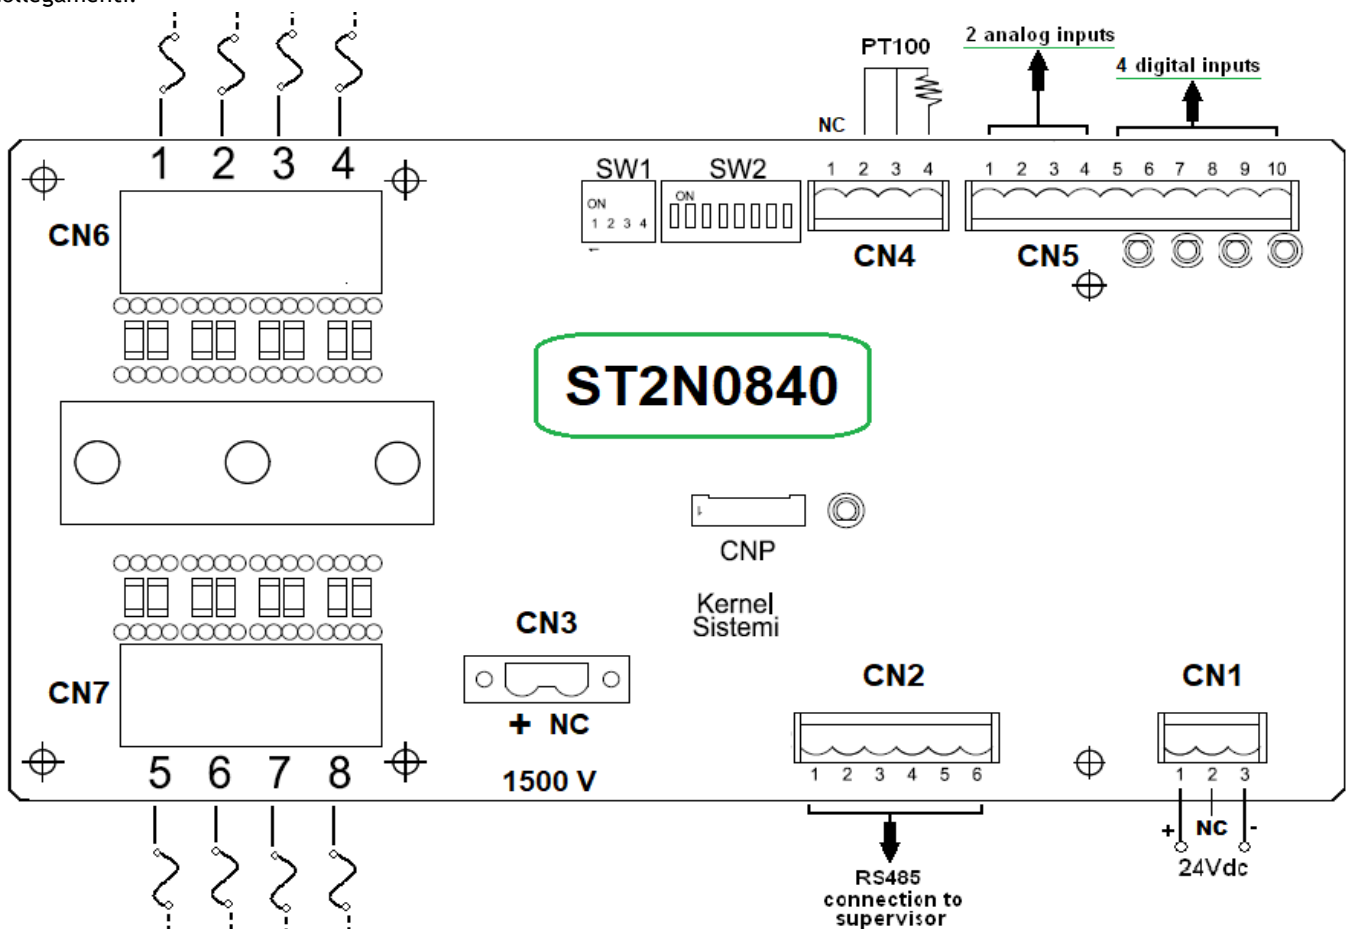 collegamenti.
PT100
2 analog inputs
4 digital inputs
NC
1 2 3 4
SW1
SW2
1 2 3 4
1 2 3 4 5 6 7 8 9 10
ON
1 2 3 4
ON
CN6
CN4
CN5
ST2N0840
1
CNP
Kernel
Sistemi
CN3
CN7
+ NC
1500 V
CN2
CN1
5 6 7 8
1 2 3 4 5 6
1 2 3
+ NC -
24Vdc
RS485
connection to
supervisor